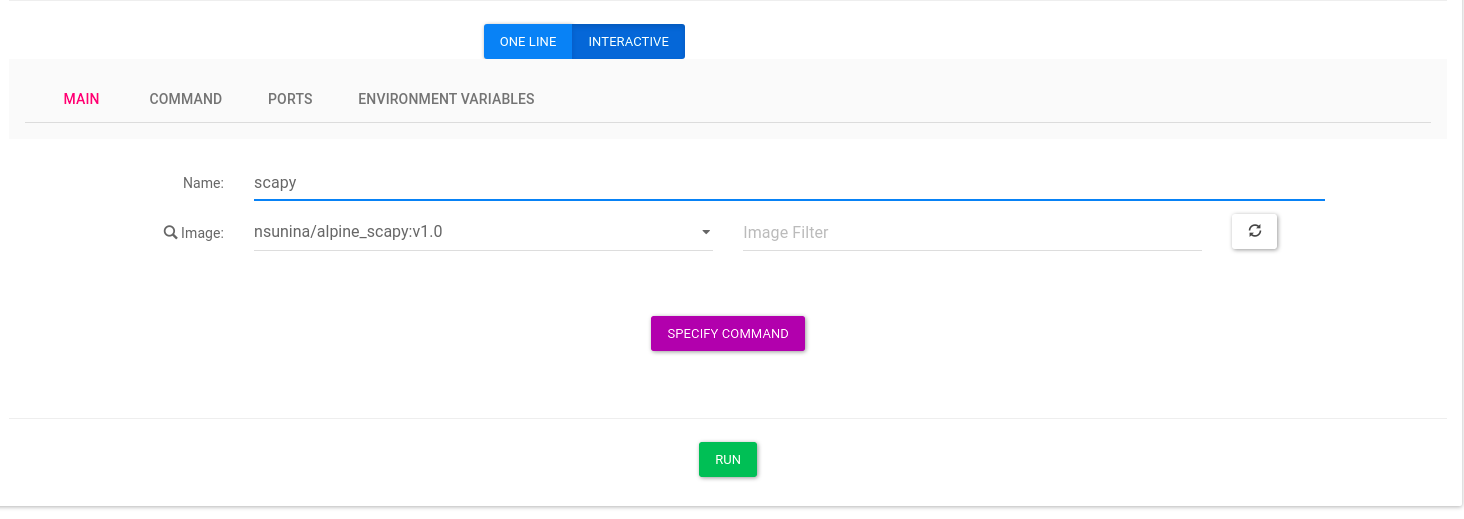 ONE LINE INTERACTIVE
MAIN COMMAND PORTS ENVIRONMENT VARIABLES
Name: scapy
Image: nsunina/alpine_scapy:v1.0 Image Filter
SPECIFY COMMAND
RUN